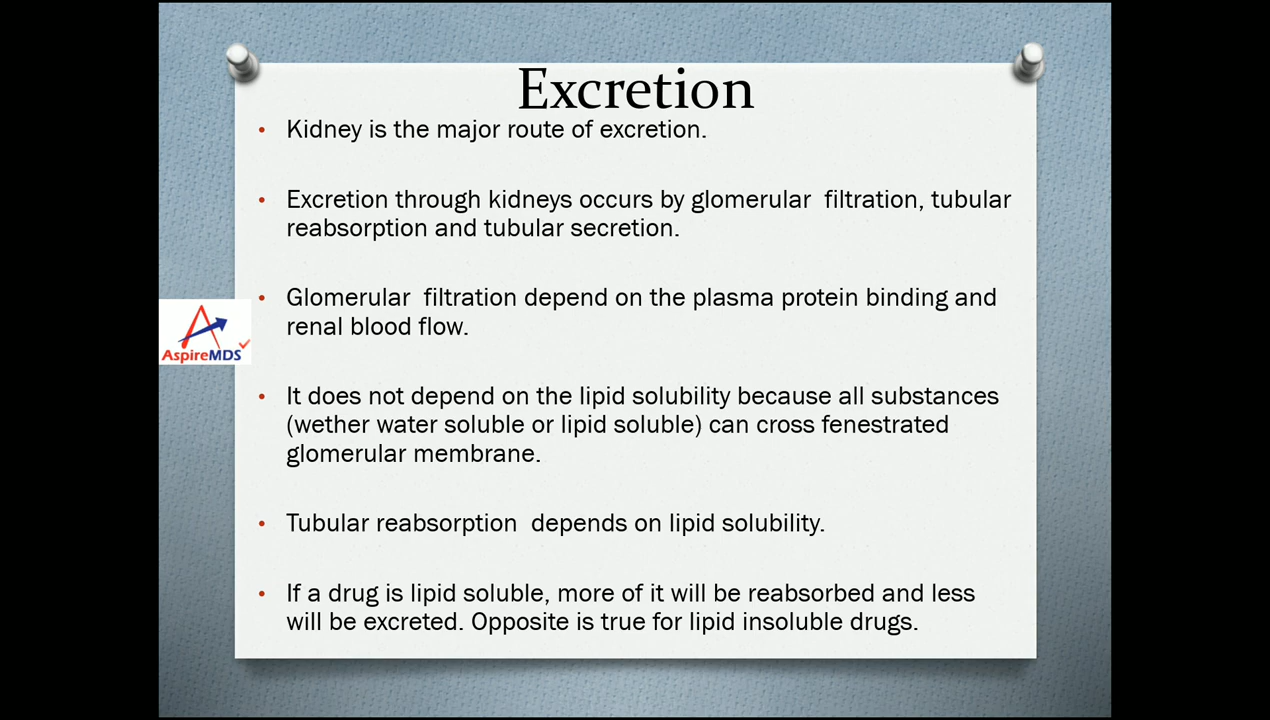 Excretion
• Kidney is the major route of excretion.
• Excretion through kidneys occurs by glomerular filtration, tubular
reabsorption and tubular secretion.
• Glomerular filtration depend on the plasma protein binding and
renal blood flow.
AspireMDS
• It does not depend on the lipid solubility because all substances
(wether water soluble or lipid soluble) can cross fenestrated
glomerular membrane.
• Tubular reabsorption depends on lipid solubility.
• If a drug is lipid soluble, more of it will be reabsorbed and less
will be excreted. Opposite is true for lipid insoluble drugs.